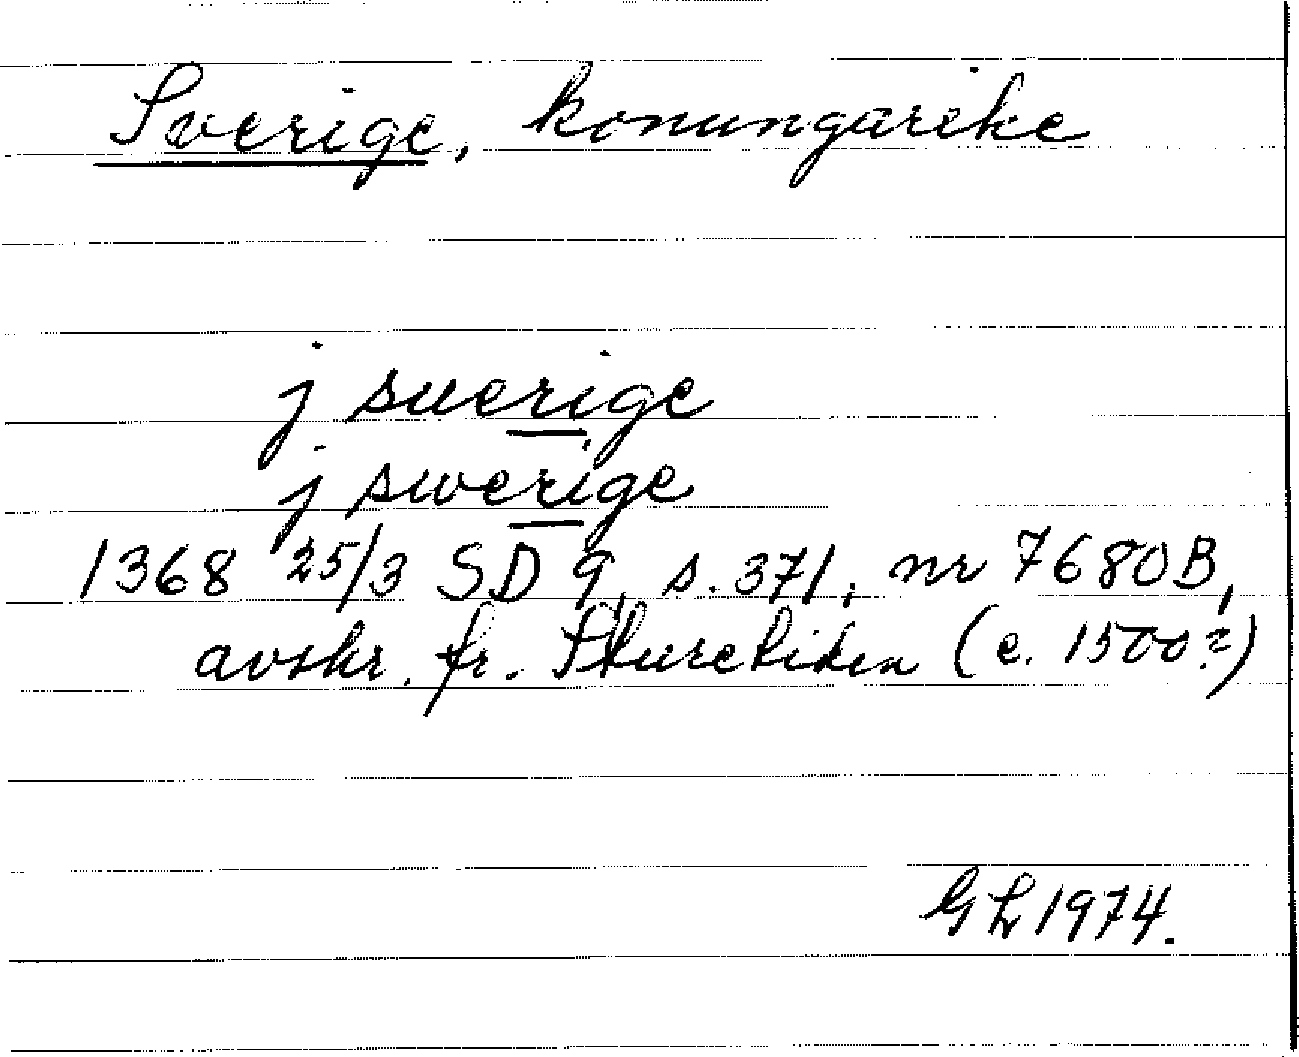 Sverige, konungarike
j suerige
j swerige
1368 25/3 SD 9, s. 371, nr 7680B,
avskr. fr. Sturetiden (c. 1500?)
GL 1974.